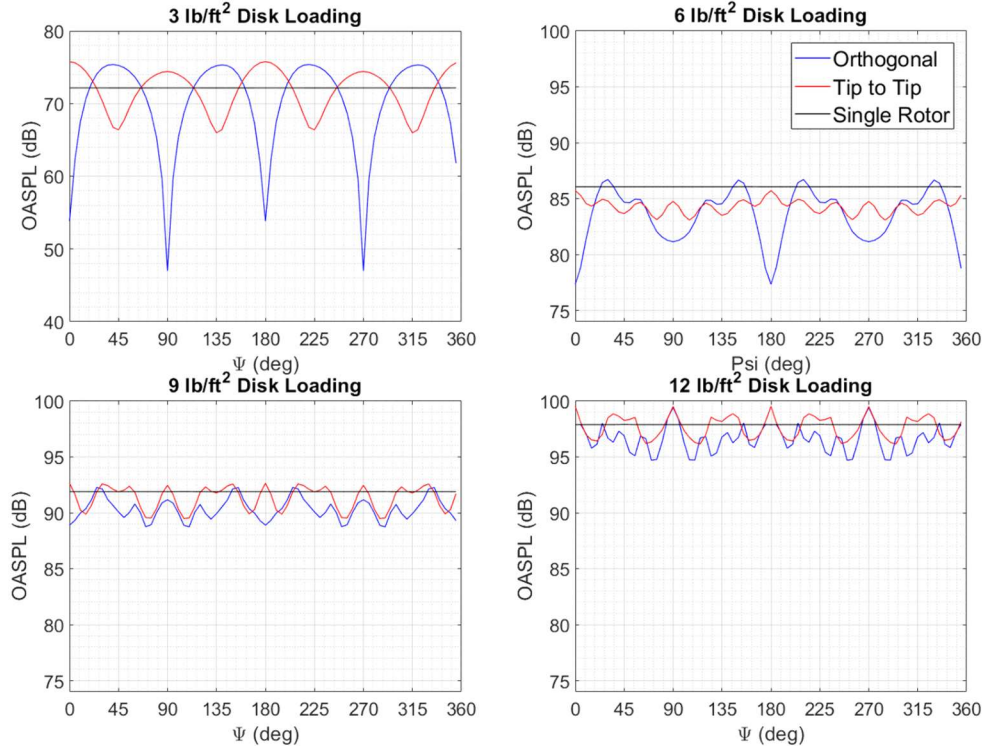 3 lb/ft² Disk Loading
80
70
60
50
40
OASPL (dB)
0 45 90 135 180 225 270 315 360
Ψ (deg)
6 lb/ft² Disk Loading
100
95
90
85
80
75
OASPL (dB)
Orthogonal
Tip to Tip
Single Rotor
0 45 90 135 180 225 270 315 360
Psi (deg)
9 lb/ft² Disk Loading
100
95
90
85
80
75
OASPL (dB)
0 45 90 135 180 225 270 315 360
Ψ (deg)
12 lb/ft² Disk Loading
100
95
90
85
80
75
OASPL (dB)
0 45 90 135 180 225 270 315 360
Ψ (deg)